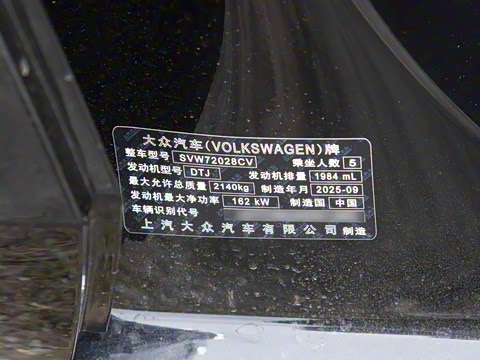 大众汽车(VOLKSWAGEN)牌
整车型号 SVW72028CV 乘坐人数 5
发动机型号 DTJ 发动机排量 1984 mL
最大允许总质量 2140kg 制造年月 2025-09
发动机最大净功率 162 kW 制造国 中国
车辆识别代号
上汽大众汽车有限公司 制造